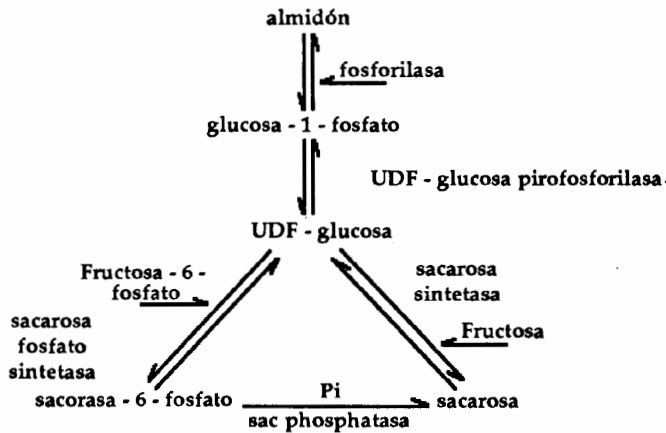 almidón
fosforilasa
glucosa - 1 - fosfato
UDF - glucosa pirofosforilasa
UDF - glucosa
Fructosa - 6 -
fosfato
sacarosa
sintetasa
sacarosa
fosfato
sintetasa
Fructosa
sacorasa - 6 - fosfato
Pi
sac phosphatasa
sacarosa